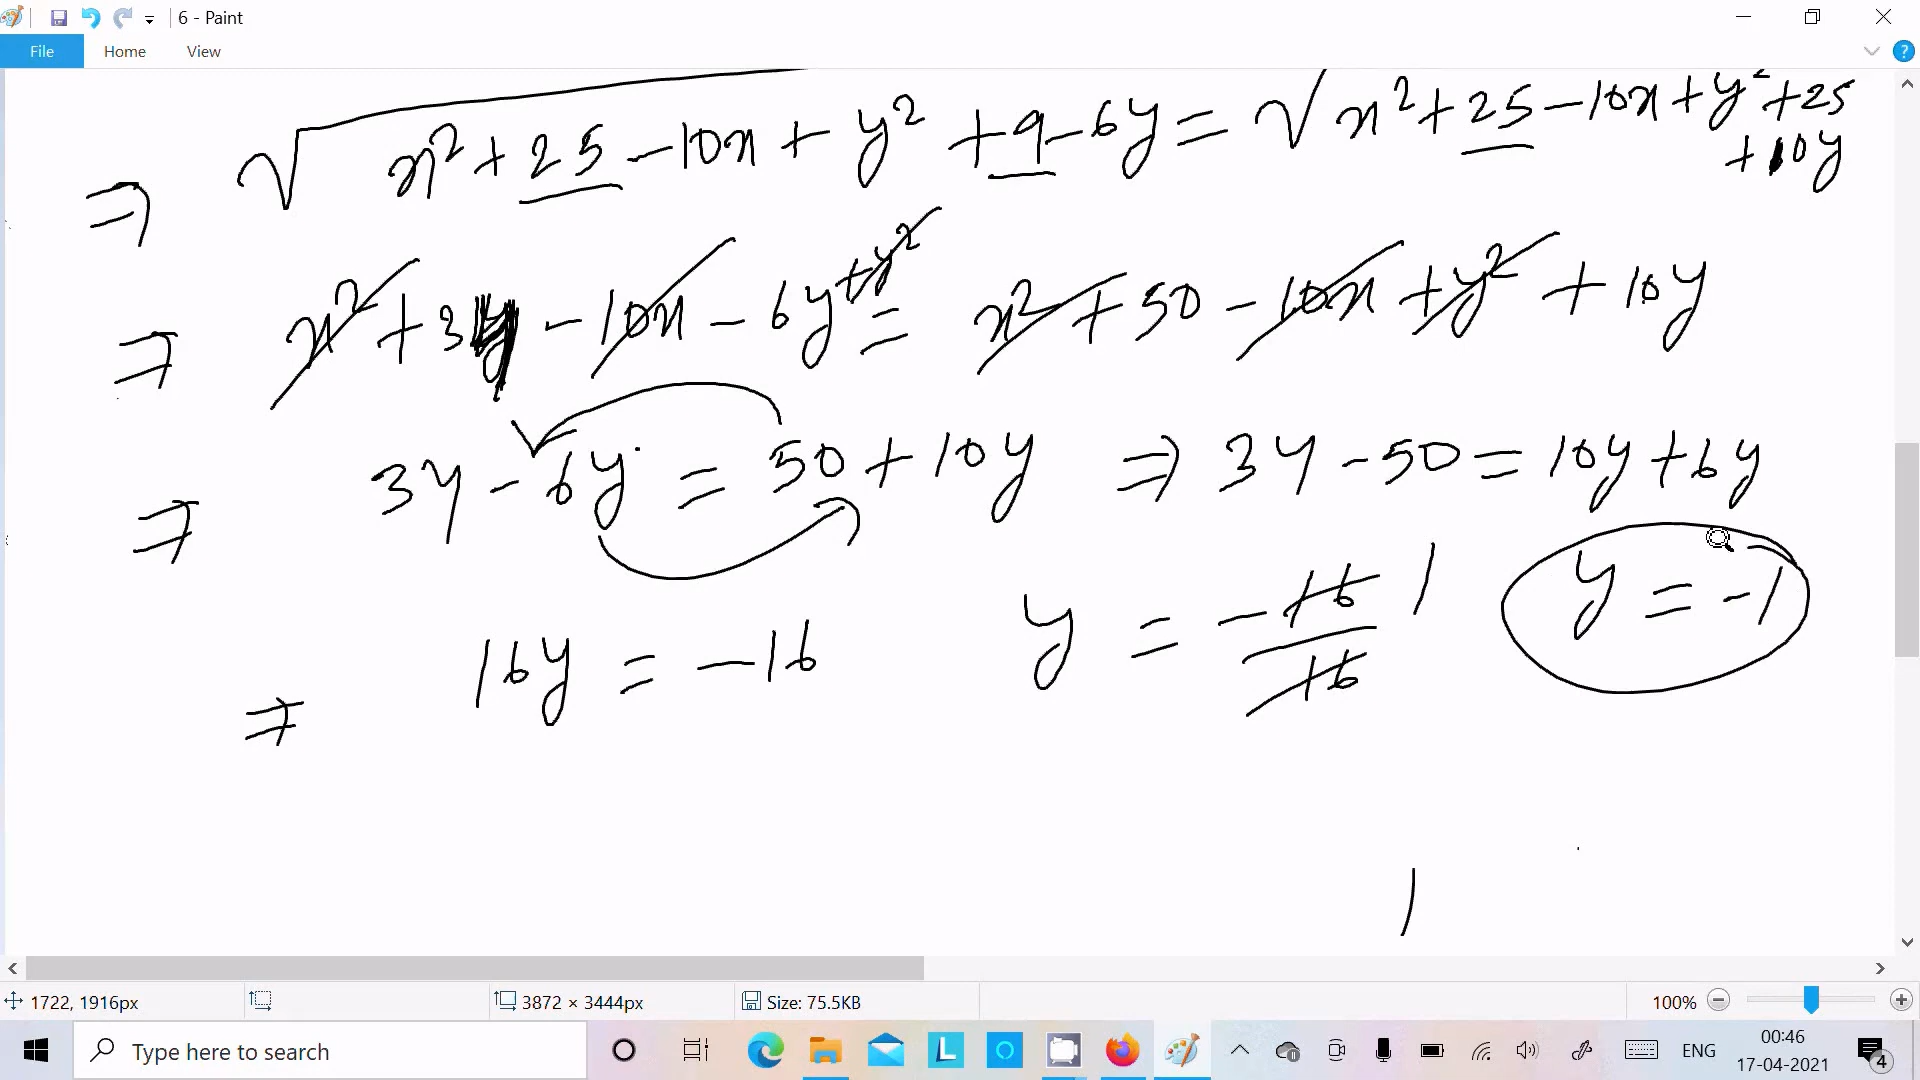 6 - Paint
File Home View
√ x² + 25 - 10x + y² + 9 - 6y = √ x² + 25 - 10x + y² + 25
+ 10y
⇒
⇒ x² + 34 - 10x - 6y + y² = x² + 50 - 10x + y² + 10y
⇒ 34 - 6y = 50 + 10y ⇒ 34 - 50 = 10y + 6y
⇒ 16y = -16 y = -16/16 1 y = -1
1722, 1916px 3872 × 3444px Size: 75.5KB 100%
Type here to search
L
ENG
00:46
17-04-2021
4